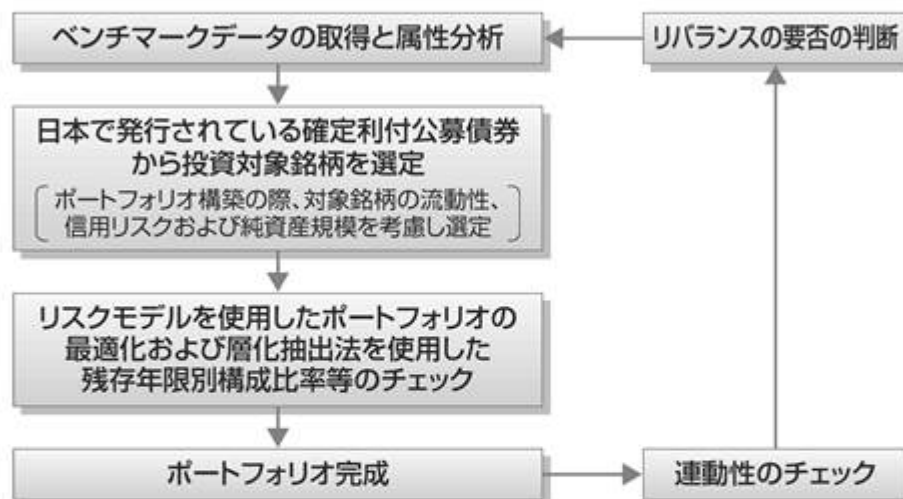 ベンチマークデータの取得と属性分析
リバランスの要否の判断
日本で発行されている確定利付公募債券
から投資対象銘柄を選定
ポートフォリオ構築の際、対象銘柄の流動性、
信用リスクおよび純資産規模を考慮し選定
リスクモデルを使用したポートフォリオの
最適化および層化抽出法を使用した
残存年限別構成比率等のチェック
ポートフォリオ完成
連動性のチェック